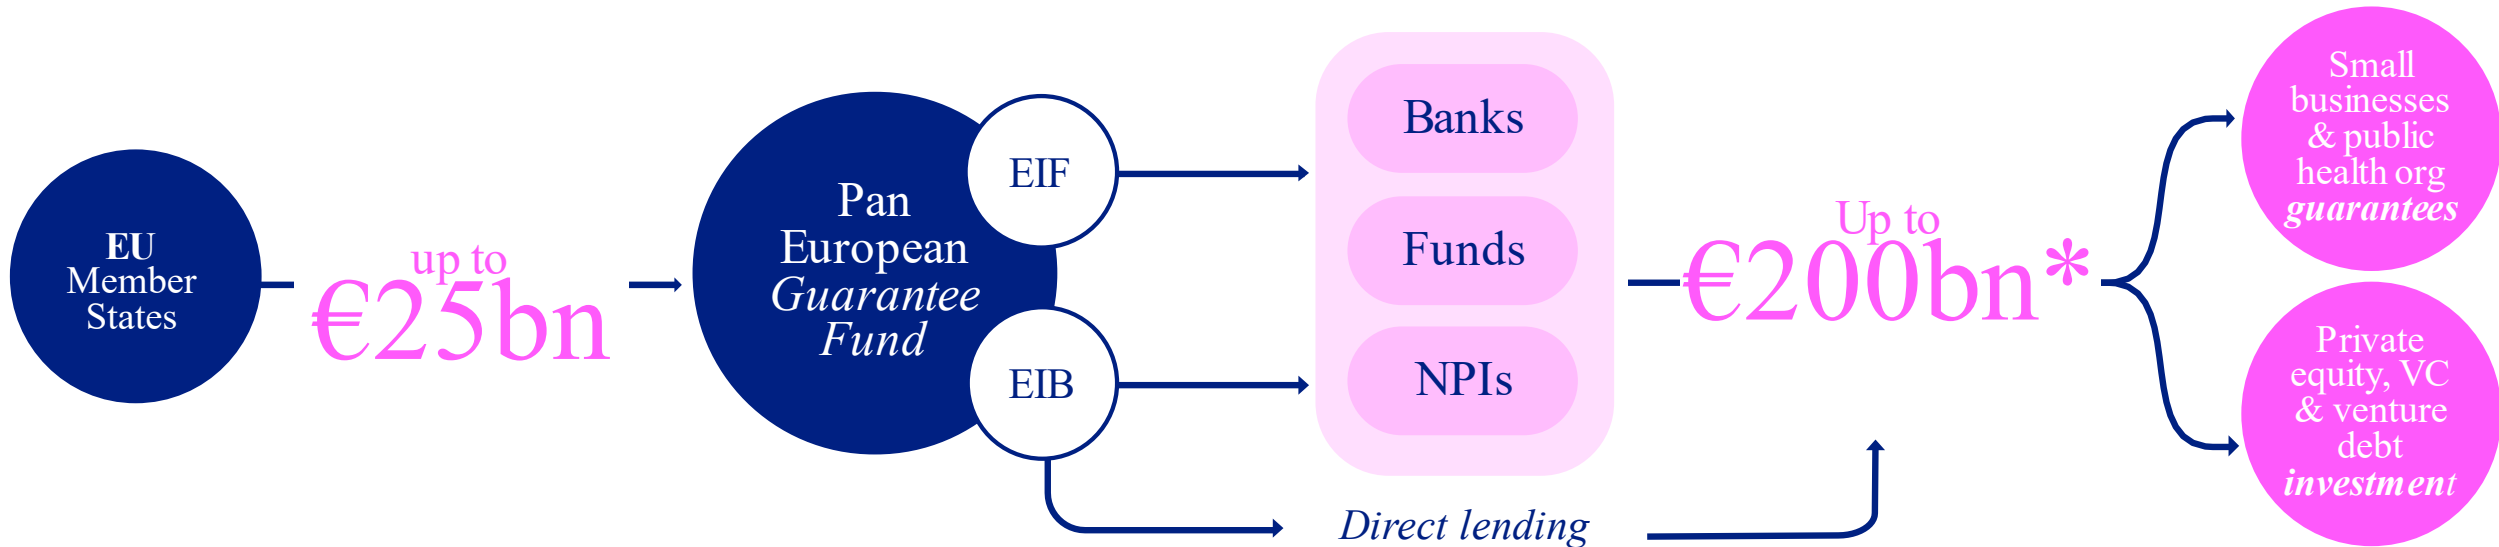 EU
Member
States
up to
€25bn
Pan
European
Guarantee
Fund
EIF
EIB
Banks
Funds
NPIs
Direct lending
Up to
€200bn*
Small
businesses
& public
health org
guarantees
Private
equity, VC
& venture
debt
investment